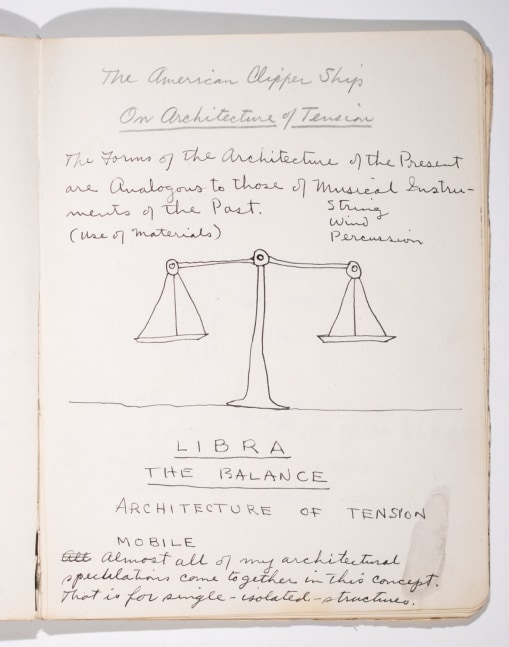 The American Clipper Ship
On Architecture of Tension
The Forms of the Architecture of the Present
are Analogous to those of Musical Instru-
ments of the Past.
(Use of Materials)
String
Wind
Percussion
LIBRA
THE BALANCE
ARCHITECTURE OF TENSION
MOBILE
All Almost all of my architectural
speculations come together in this concept.
That is for single-isolated-structures.